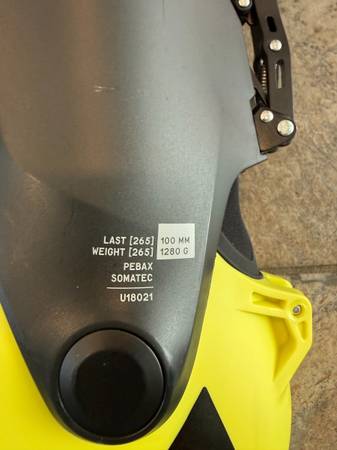 LAST [265] 100 MM
WEIGHT [265] 1280 G
PEBAX
SOMATEC
U18021